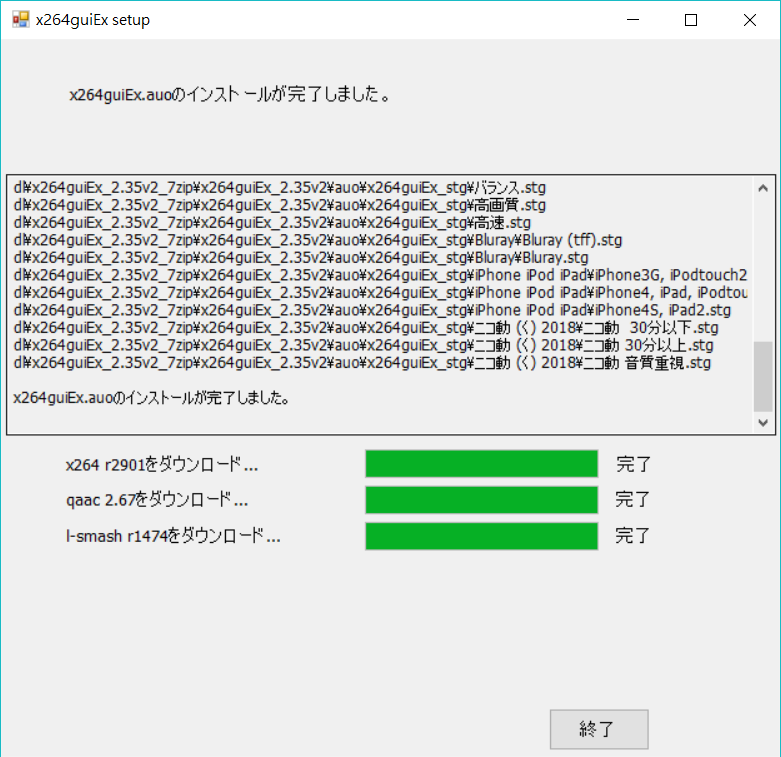 x264guiEx setup
x264guiEx.auoのインストールが完了しました。
d\x264guiEx_2.35v2_7zip\x264guiEx_2.35v2\auo\x264guiEx_stg\バランス.stg
d\x264guiEx_2.35v2_7zip\x264guiEx_2.35v2\auo\x264guiEx_stg\高画質.stg
d\x264guiEx_2.35v2_7zip\x264guiEx_2.35v2\auo\x264guiEx_stg\高速.stg
d\x264guiEx_2.35v2_7zip\x264guiEx_2.35v2\auo\x264guiEx_stg\Bluray\Bluray (tff).stg
d\x264guiEx_2.35v2_7zip\x264guiEx_2.35v2\auo\x264guiEx_stg\Bluray\Bluray.stg
d\x264guiEx_2.35v2_7zip\x264guiEx_2.35v2\auo\x264guiEx_stg\iPhone iPod iPad\iPhone3G, iPodtouch2
d\x264guiEx_2.35v2_7zip\x264guiEx_2.35v2\auo\x264guiEx_stg\iPhone iPod iPad\iPhone4, iPad, iPodtou
d\x264guiEx_2.35v2_7zip\x264guiEx_2.35v2\auo\x264guiEx_stg\iPhone iPod iPad\iPhone4S, iPad2.stg
d\x264guiEx_2.35v2_7zip\x264guiEx_2.35v2\auo\x264guiEx_stg\ニコ動 (く) 2018\ニコ動  30分以下.stg
d\x264guiEx_2.35v2_7zip\x264guiEx_2.35v2\auo\x264guiEx_stg\ニコ動 (く) 2018\ニコ動 30分以上.stg
d\x264guiEx_2.35v2_7zip\x264guiEx_2.35v2\auo\x264guiEx_stg\ニコ動 (く) 2018\ニコ動 音質重視.stg
x264guiEx.auoのインストールが完了しました。
x264 r2901をダウンロード... 完了
qaac 2.67をダウンロード... 完了
l-smash r1474をダウンロード... 完了
終了